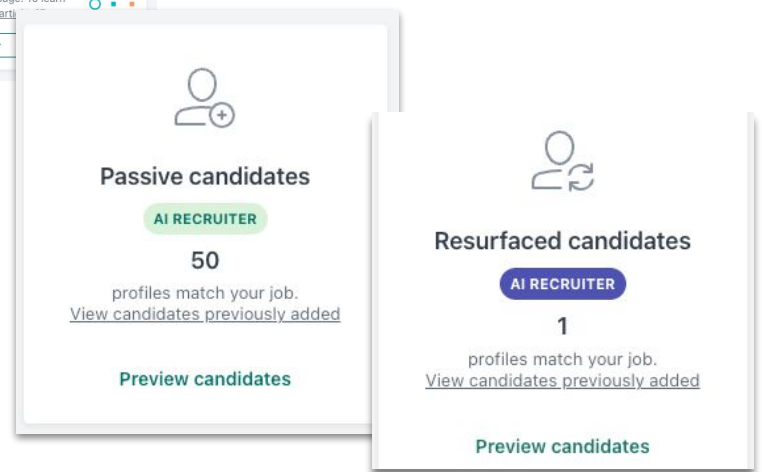 Passive candidates
AI RECRUITER
50
profiles match your job.
View candidates previously added
Preview candidates
Resurfaced candidates
AI RECRUITER
1
profiles match your job.
View candidates previously added
Preview candidates